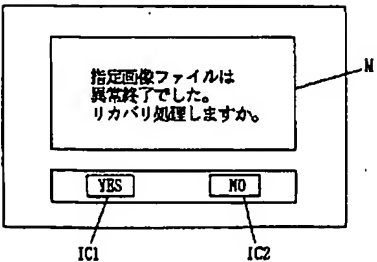 指定画像ファイルは
異常終了でした。
リカバリ処理しますか。
M
YES
NO
IC1
IC2